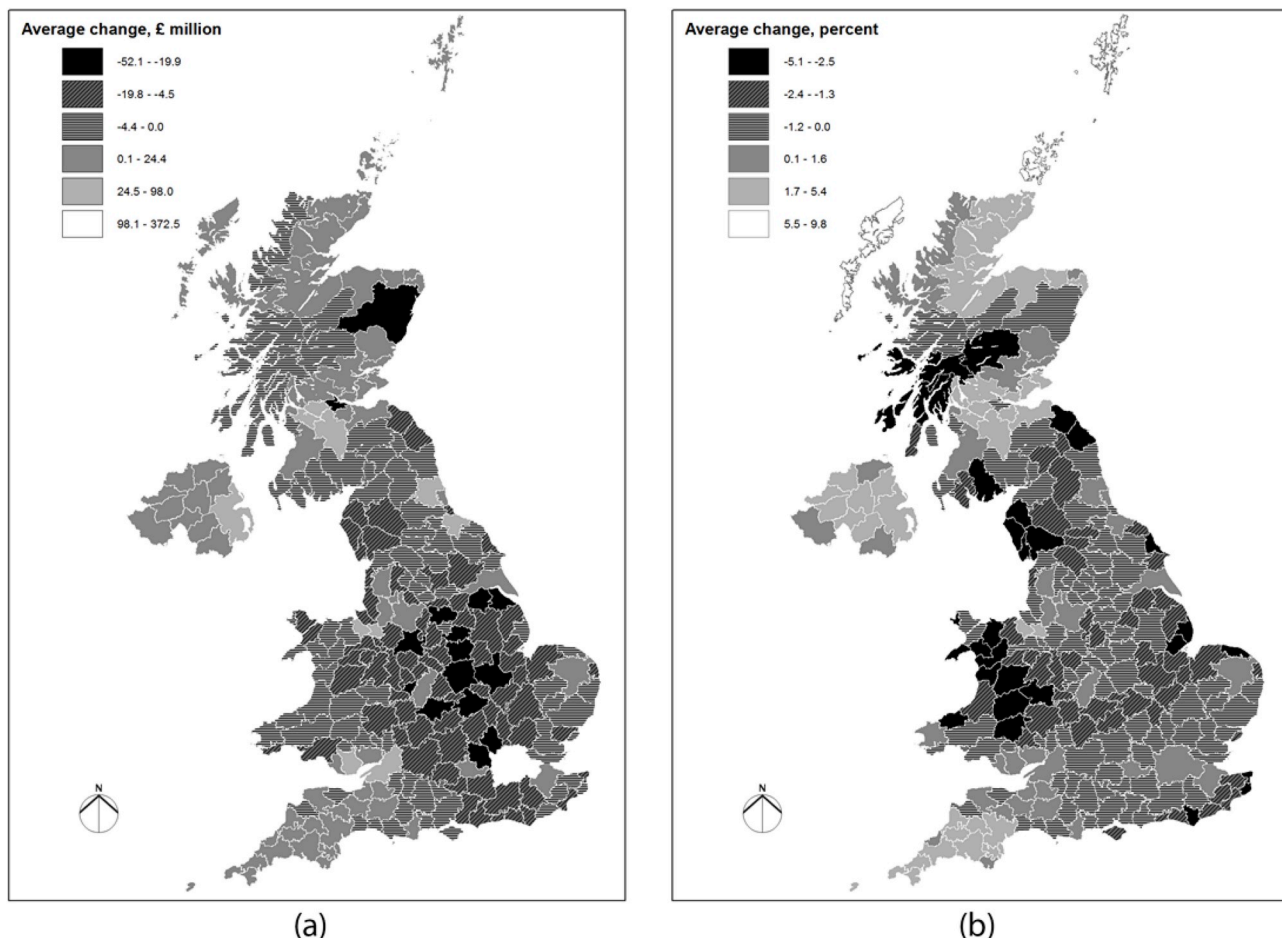 Average change, £ million
-52.1 - -19.9
-19.8 - -4.5
-4.4 - 0.0
0.1 - 24.4
24.5 - 98.0
98.1 - 372.5
N
(a)
Average change, percent
-5.1 - -2.5
-2.4 - -1.3
-1.2 - 0.0
0.1 - 1.6
1.7 - 5.4
5.5 - 9.8
N
(b)